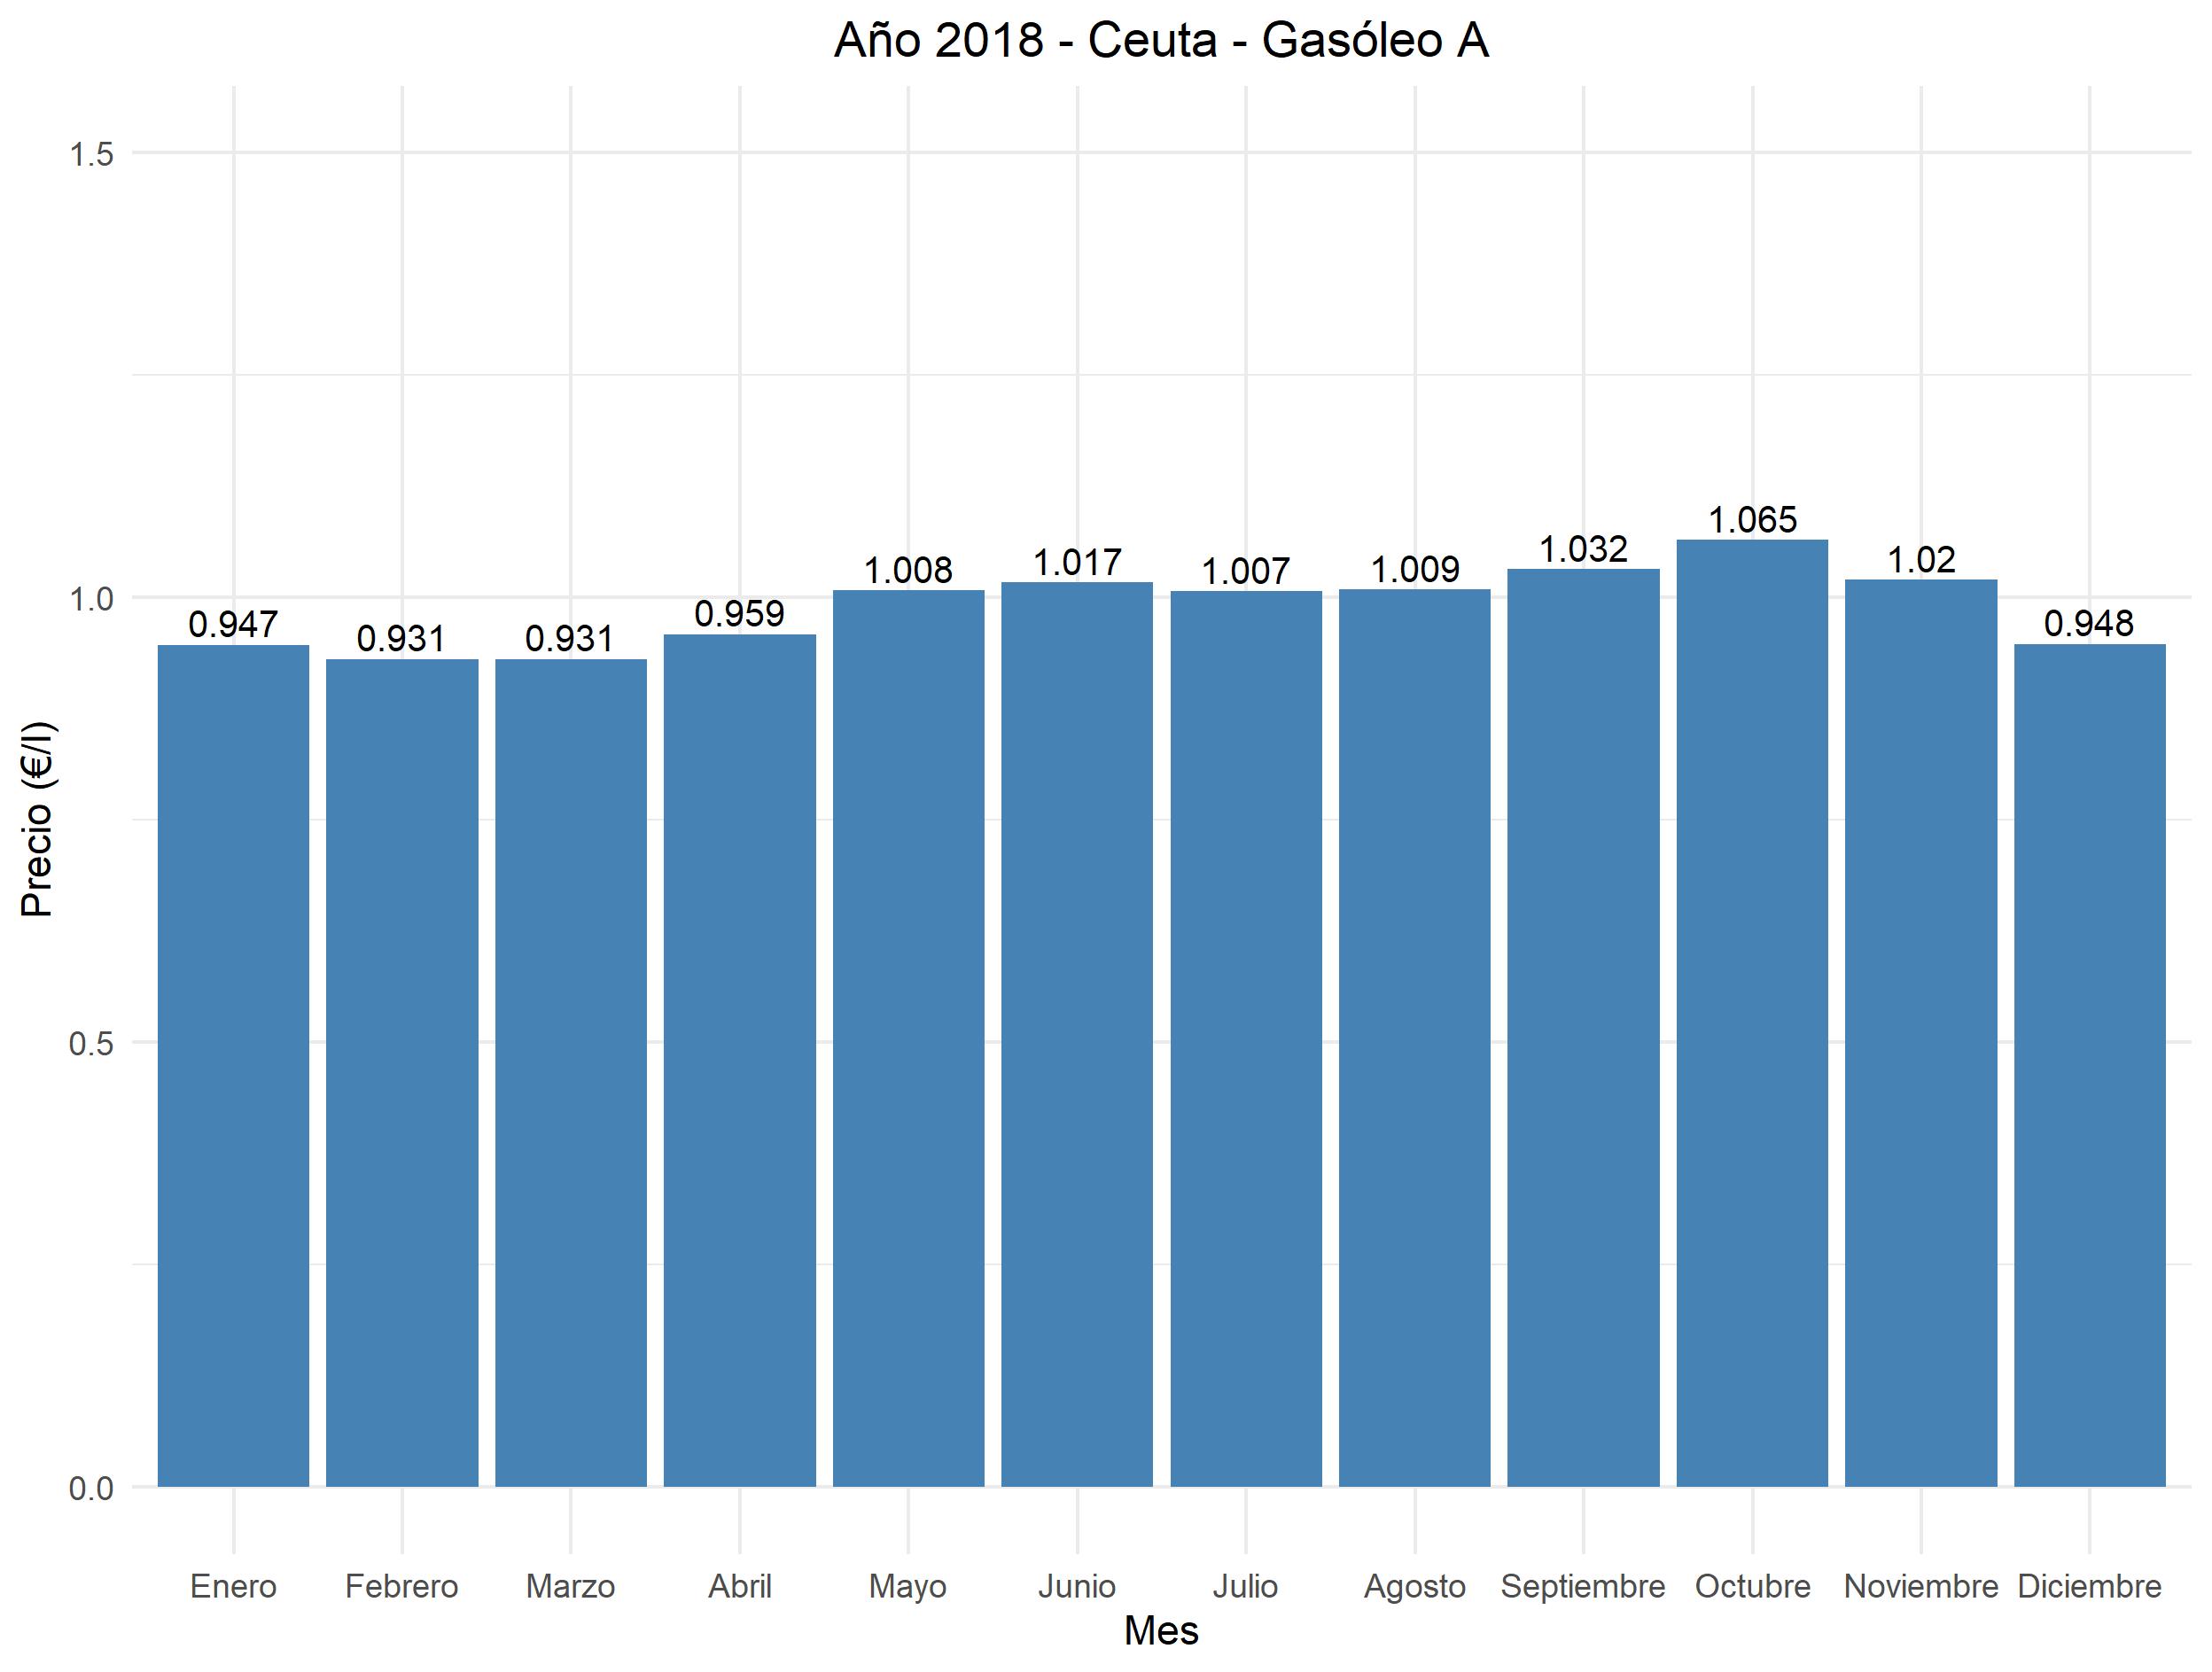 Año 2018 - Ceuta - Gasóleo A
1.5
1.0
0.5
0.0
Precio (€/l)
0.947
0.931
0.931
0.959
1.008
1.017
1.007
1.009
1.032
1.065
1.02
0.948
Enero
Febrero
Marzo
Abril
Mayo
Junio
Julio
Agosto
Septiembre
Octubre
Noviembre
Diciembre
Mes